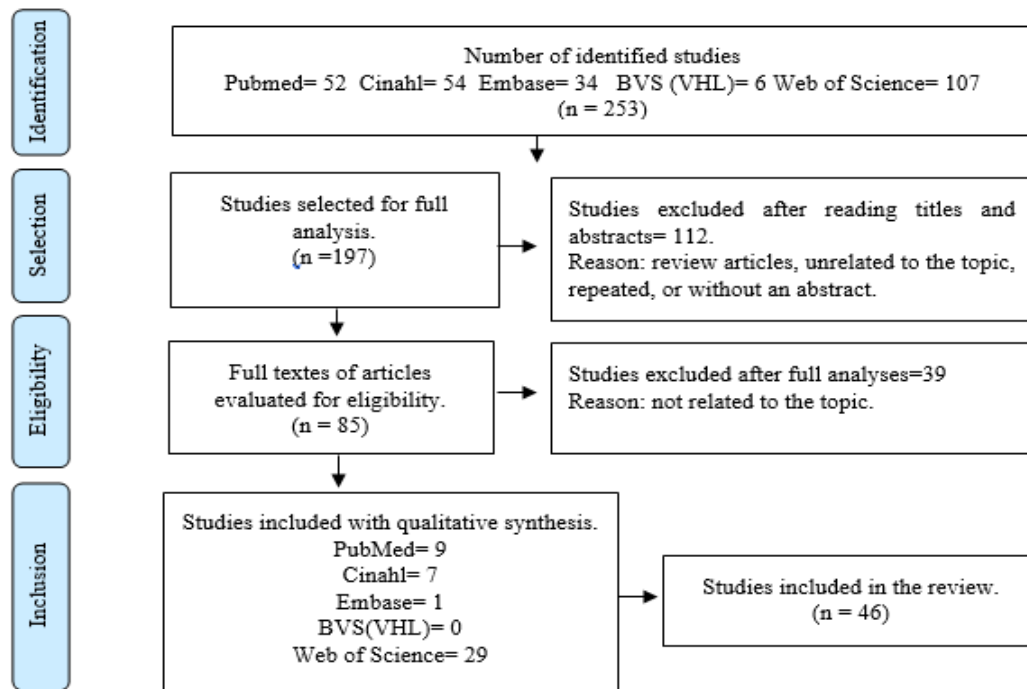 Identification
Number of identified studies
Pubmed= 52 Cinahl= 54 Embase= 34 BVS (VHL)= 6 Web of Science= 107
(n = 253)
Selection
Studies selected for full
analysis.
(n =197)
Studies excluded after reading titles and
abstracts= 112.
Reason: review articles, unrelated to the topic,
repeated, or without an abstract.
Eligibility
Full textes of articles
evaluated for eligibility.
(n = 85)
Studies excluded after full analyses=39
Reason: not related to the topic.
Inclusion
Studies included with qualitative synthesis.
PubMed= 9
Cinahl= 7
Embase= 1
BVS(VHL)= 0
Web of Science= 29
Studies included in the review.
(n = 46)